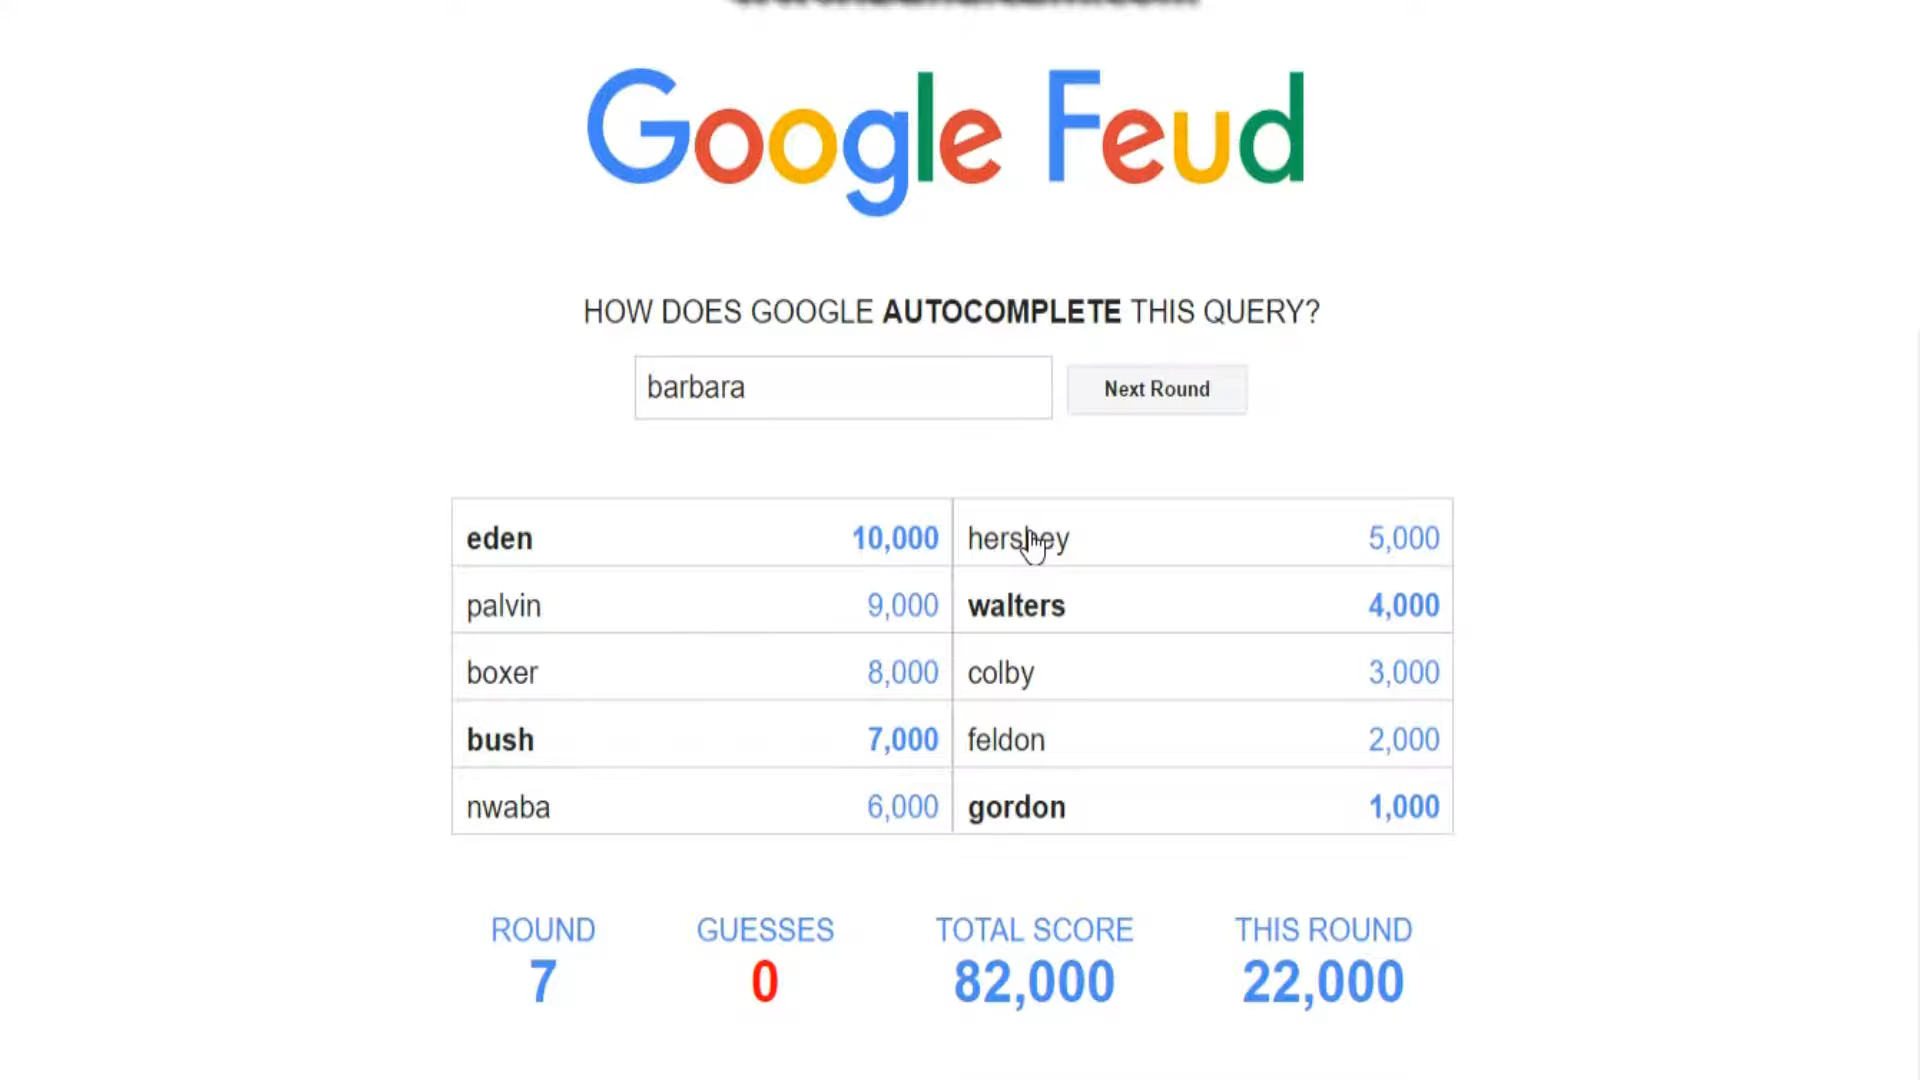 Google Feud
HOW DOES GOOGLE AUTOCOMPLETE THIS QUERY?
barbara
Next Round
eden 10,000
hershey 5,000
palvin 9,000
walters 4,000
boxer 8,000
colby 3,000
bush 7,000
feldon 2,000
nwaba 6,000
gordon 1,000
ROUND GUESSES TOTAL SCORE THIS ROUND
7 0 82,000 22,000